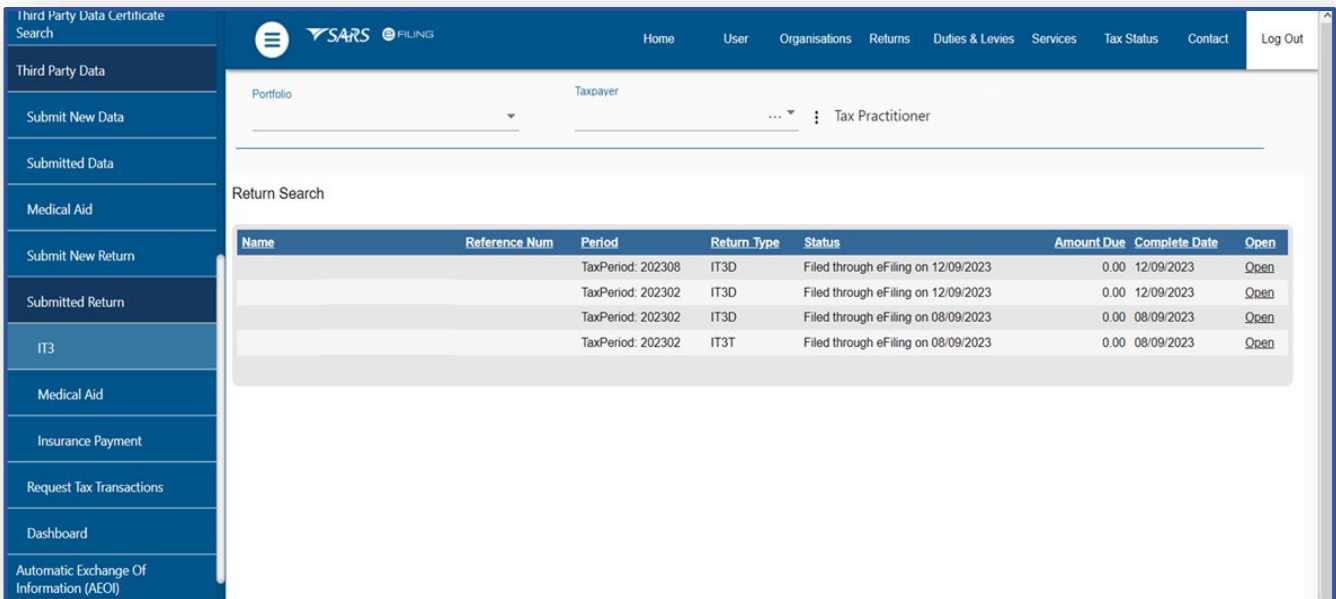 Third Party Data Certificate
Search
Third Party Data
Submit New Data
Submitted Data
Medical Aid
Submit New Return
Submitted Return
IT3
Medical Aid
Insurance Payment
Request Tax Transactions
Dashboard
Automatic Exchange Of
Information (AEOI)
SARS eFILING
Home User Organisations Returns Duties & Levies Services Tax Status Contact Log Out
Portfolio Taxpayer
... Tax Practitioner
Return Search
Name Reference Num Period Return Type Status Amount Due Complete Date Open
TaxPeriod: 202308 IT3D Filed through eFiling on 12/09/2023 0.00 12/09/2023 Open
TaxPeriod: 202302 IT3D Filed through eFiling on 12/09/2023 0.00 12/09/2023 Open
TaxPeriod: 202302 IT3D Filed through eFiling on 08/09/2023 0.00 08/09/2023 Open
TaxPeriod: 202302 IT3T Filed through eFiling on 08/09/2023 0.00 08/09/2023 Open